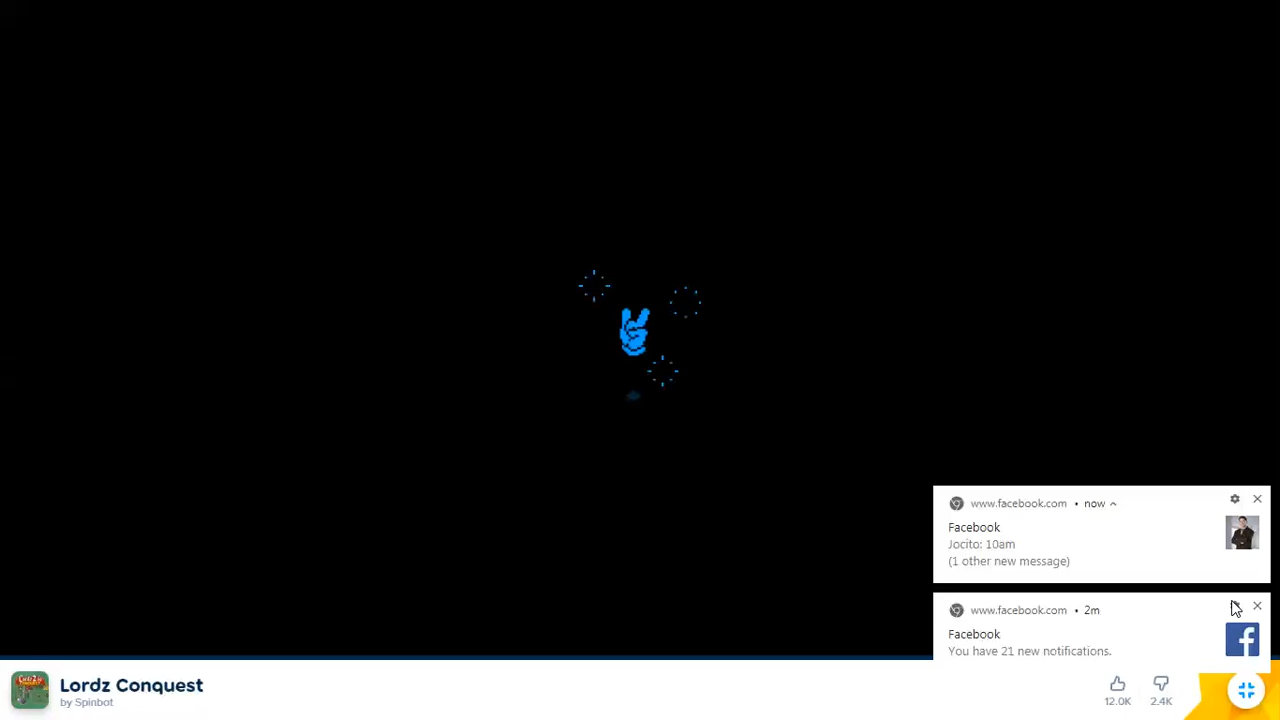 www.facebook.com • now
Facebook
Jocito: 10am
(1 other new message)
www.facebook.com • 2m
Facebook
You have 21 new notifications.
Lordz Conquest
by Spinbot
12.0K
2.4K